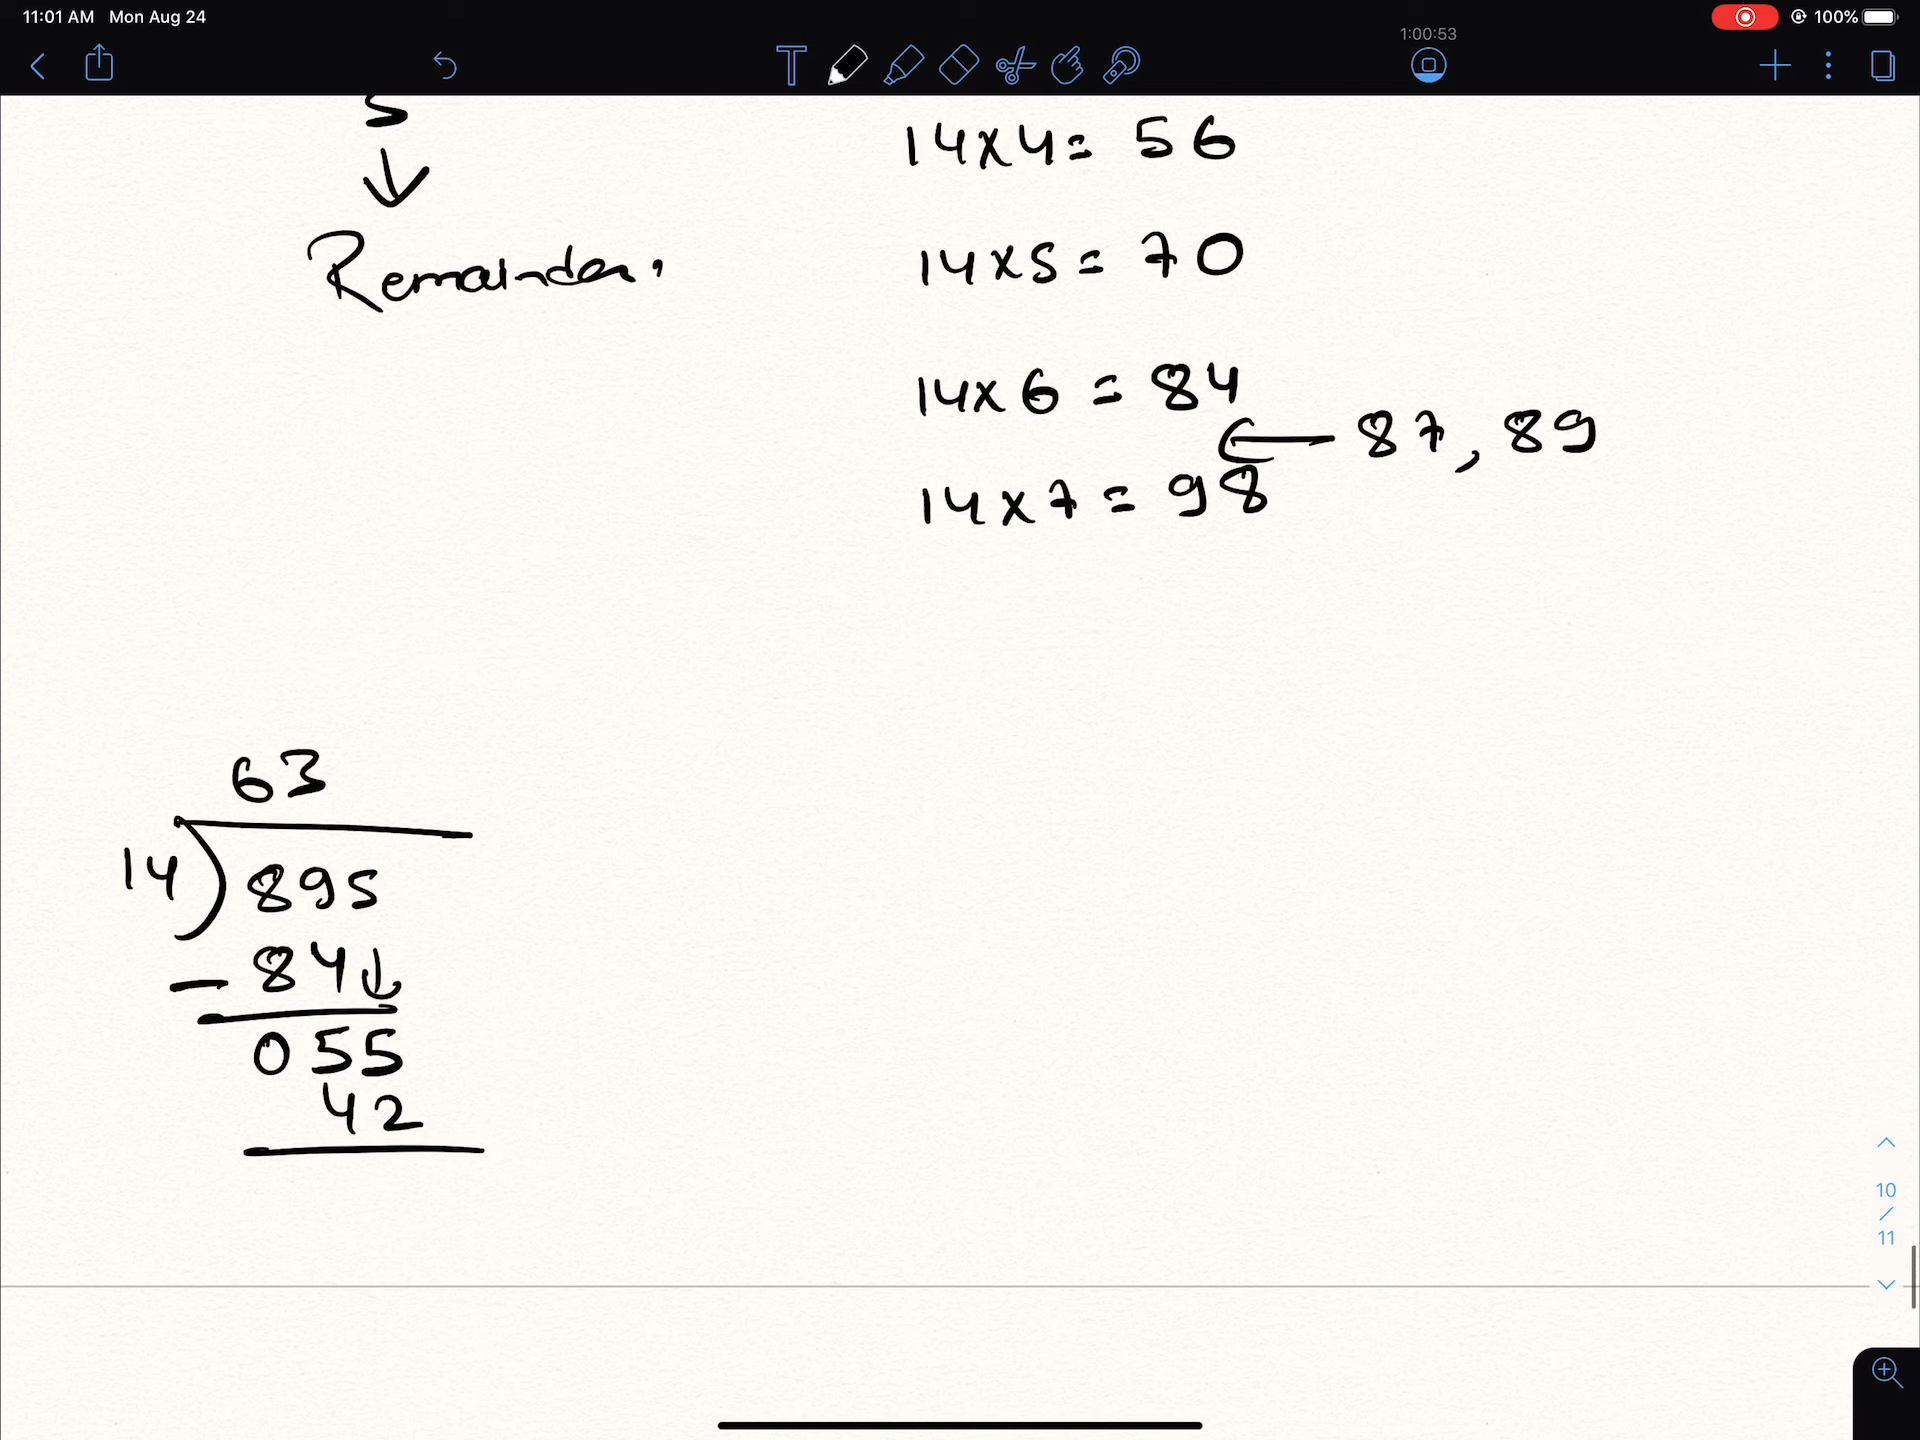 11:01 AM Mon Aug 24
100%
1:00:53
T
5
Remainder.
14x4= 56
14x5= 70
14x6 = 84
87, 89
14x7 = 98
63
14 895
- 84
055
42
10
/
11